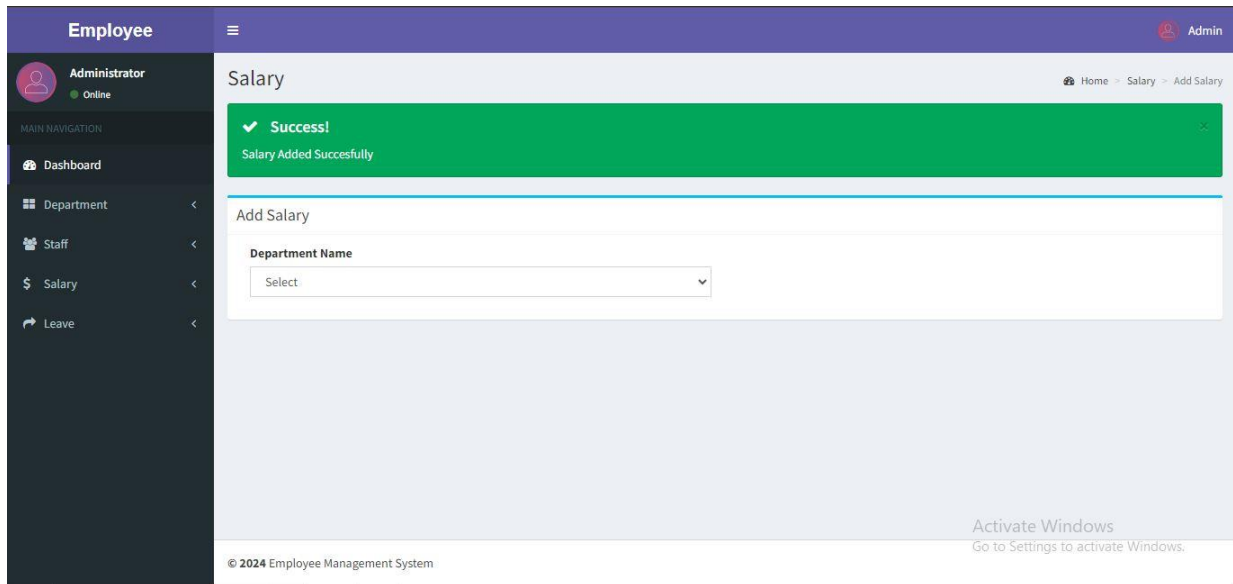 Employee
Admin
Administrator
Online
Salary
Home > Salary > Add Salary
MAIN NAVIGATION
Success!
×
Salary Added Succesfully
Dashboard
Department
Staff
$ Salary
Leave
Add Salary
Department Name
Select
Activate Windows
Go to Settings to activate Windows.
© 2024 Employee Management System